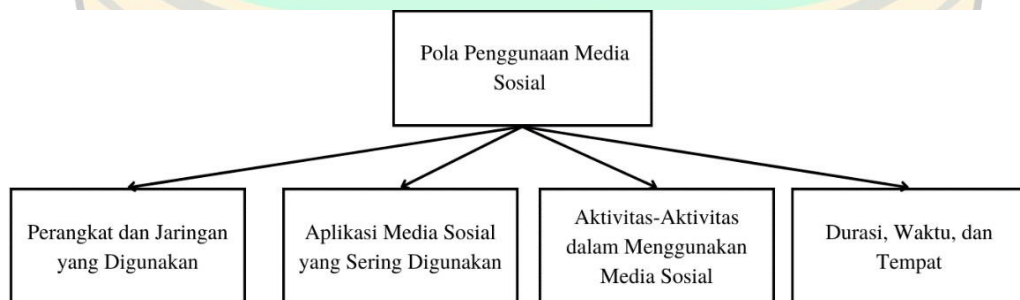 Pola Penggunaan Media
Sosial
Perangkat dan Jaringan
yang Digunakan
Aplikasi Media Sosial
yang Sering Digunakan
Aktivitas-Aktivitas
dalam Menggunakan
Media Sosial
Durasi, Waktu, dan
Tempat